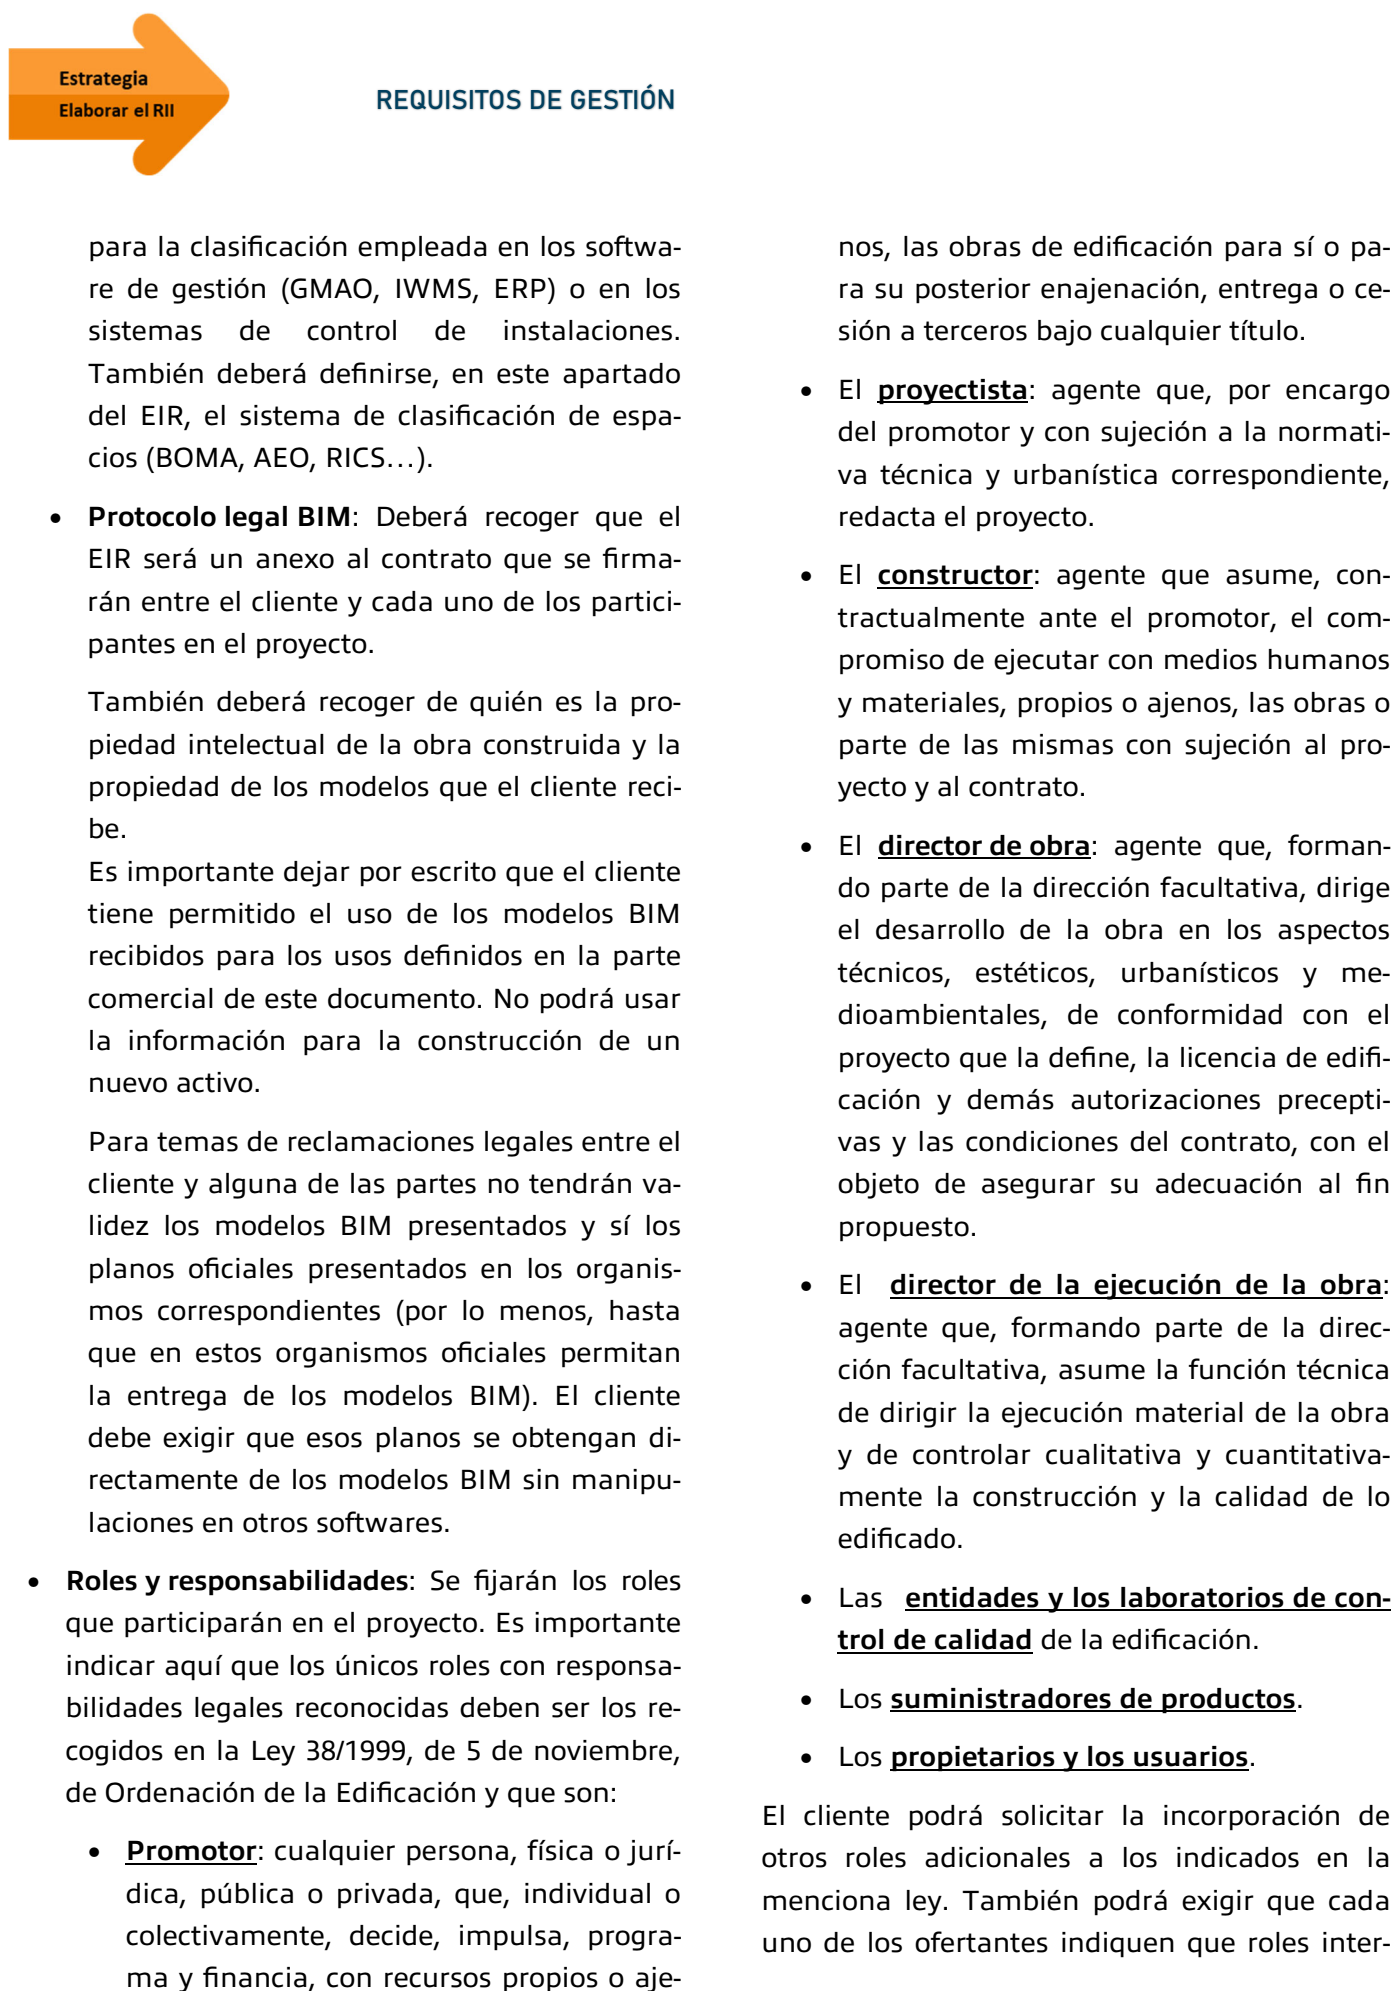 Estrategia
Elaborar el RII
REQUISITOS DE GESTIÓN
para la clasificación empleada en los softwa-
re de gestión (GMAO, IWMS, ERP) o en los
sistemas de control de instalaciones.
También deberá definirse, en este apartado
del EIR, el sistema de clasificación de espa-
cios (BOMA, AEO, RICS…).
• Protocolo legal BIM: Deberá recoger que el
EIR será un anexo al contrato que se firma-
rán entre el cliente y cada uno de los partici-
pantes en el proyecto.
También deberá recoger de quién es la pro-
piedad intelectual de la obra construida y la
propiedad de los modelos que el cliente reci-
be.
Es importante dejar por escrito que el cliente
tiene permitido el uso de los modelos BIM
recibidos para los usos definidos en la parte
comercial de este documento. No podrá usar
la información para la construcción de un
nuevo activo.
Para temas de reclamaciones legales entre el
cliente y alguna de las partes no tendrán va-
lidez los modelos BIM presentados y sí los
planos oficiales presentados en los organis-
mos correspondientes (por lo menos, hasta
que en estos organismos oficiales permitan
la entrega de los modelos BIM). El cliente
debe exigir que esos planos se obtengan di-
rectamente de los modelos BIM sin manipu-
laciones en otros softwares.
• Roles y responsabilidades: Se fijarán los roles
que participarán en el proyecto. Es importante
indicar aquí que los únicos roles con responsa-
bilidades legales reconocidas deben ser los re-
cogidos en la Ley 38/1999, de 5 de noviembre,
de Ordenación de la Edificación y que son:
• Promotor: cualquier persona, física o jurí-
dica, pública o privada, que, individual o
colectivamente, decide, impulsa, progra-
ma y financia, con recursos propios o aje-
nos, las obras de edificación para sí o pa-
ra su posterior enajenación, entrega o ce-
sión a terceros bajo cualquier título.
• El proyectista: agente que, por encargo
del promotor y con sujeción a la normati-
va técnica y urbanística correspondiente,
redacta el proyecto.
• El constructor: agente que asume, con-
tractualmente ante el promotor, el com-
promiso de ejecutar con medios humanos
y materiales, propios o ajenos, las obras o
parte de las mismas con sujeción al pro-
yecto y al contrato.
• El director de obra: agente que, forman-
do parte de la dirección facultativa, dirige
el desarrollo de la obra en los aspectos
técnicos, estéticos, urbanísticos y me-
dioambientales, de conformidad con el
proyecto que la define, la licencia de edifi-
cación y demás autorizaciones precepti-
vas y las condiciones del contrato, con el
objeto de asegurar su adecuación al fin
propuesto.
• El director de la ejecución de la obra:
agente que, formando parte de la direc-
ción facultativa, asume la función técnica
de dirigir la ejecución material de la obra
y de controlar cualitativa y cuantitativa-
mente la construcción y la calidad de lo
edificado.
• Las entidades y los laboratorios de con-
trol de calidad de la edificación.
• Los suministradores de productos.
• Los propietarios y los usuarios.
El cliente podrá solicitar la incorporación de
otros roles adicionales a los indicados en la
menciona ley. También podrá exigir que cada
uno de los ofertantes indiquen que roles inter-